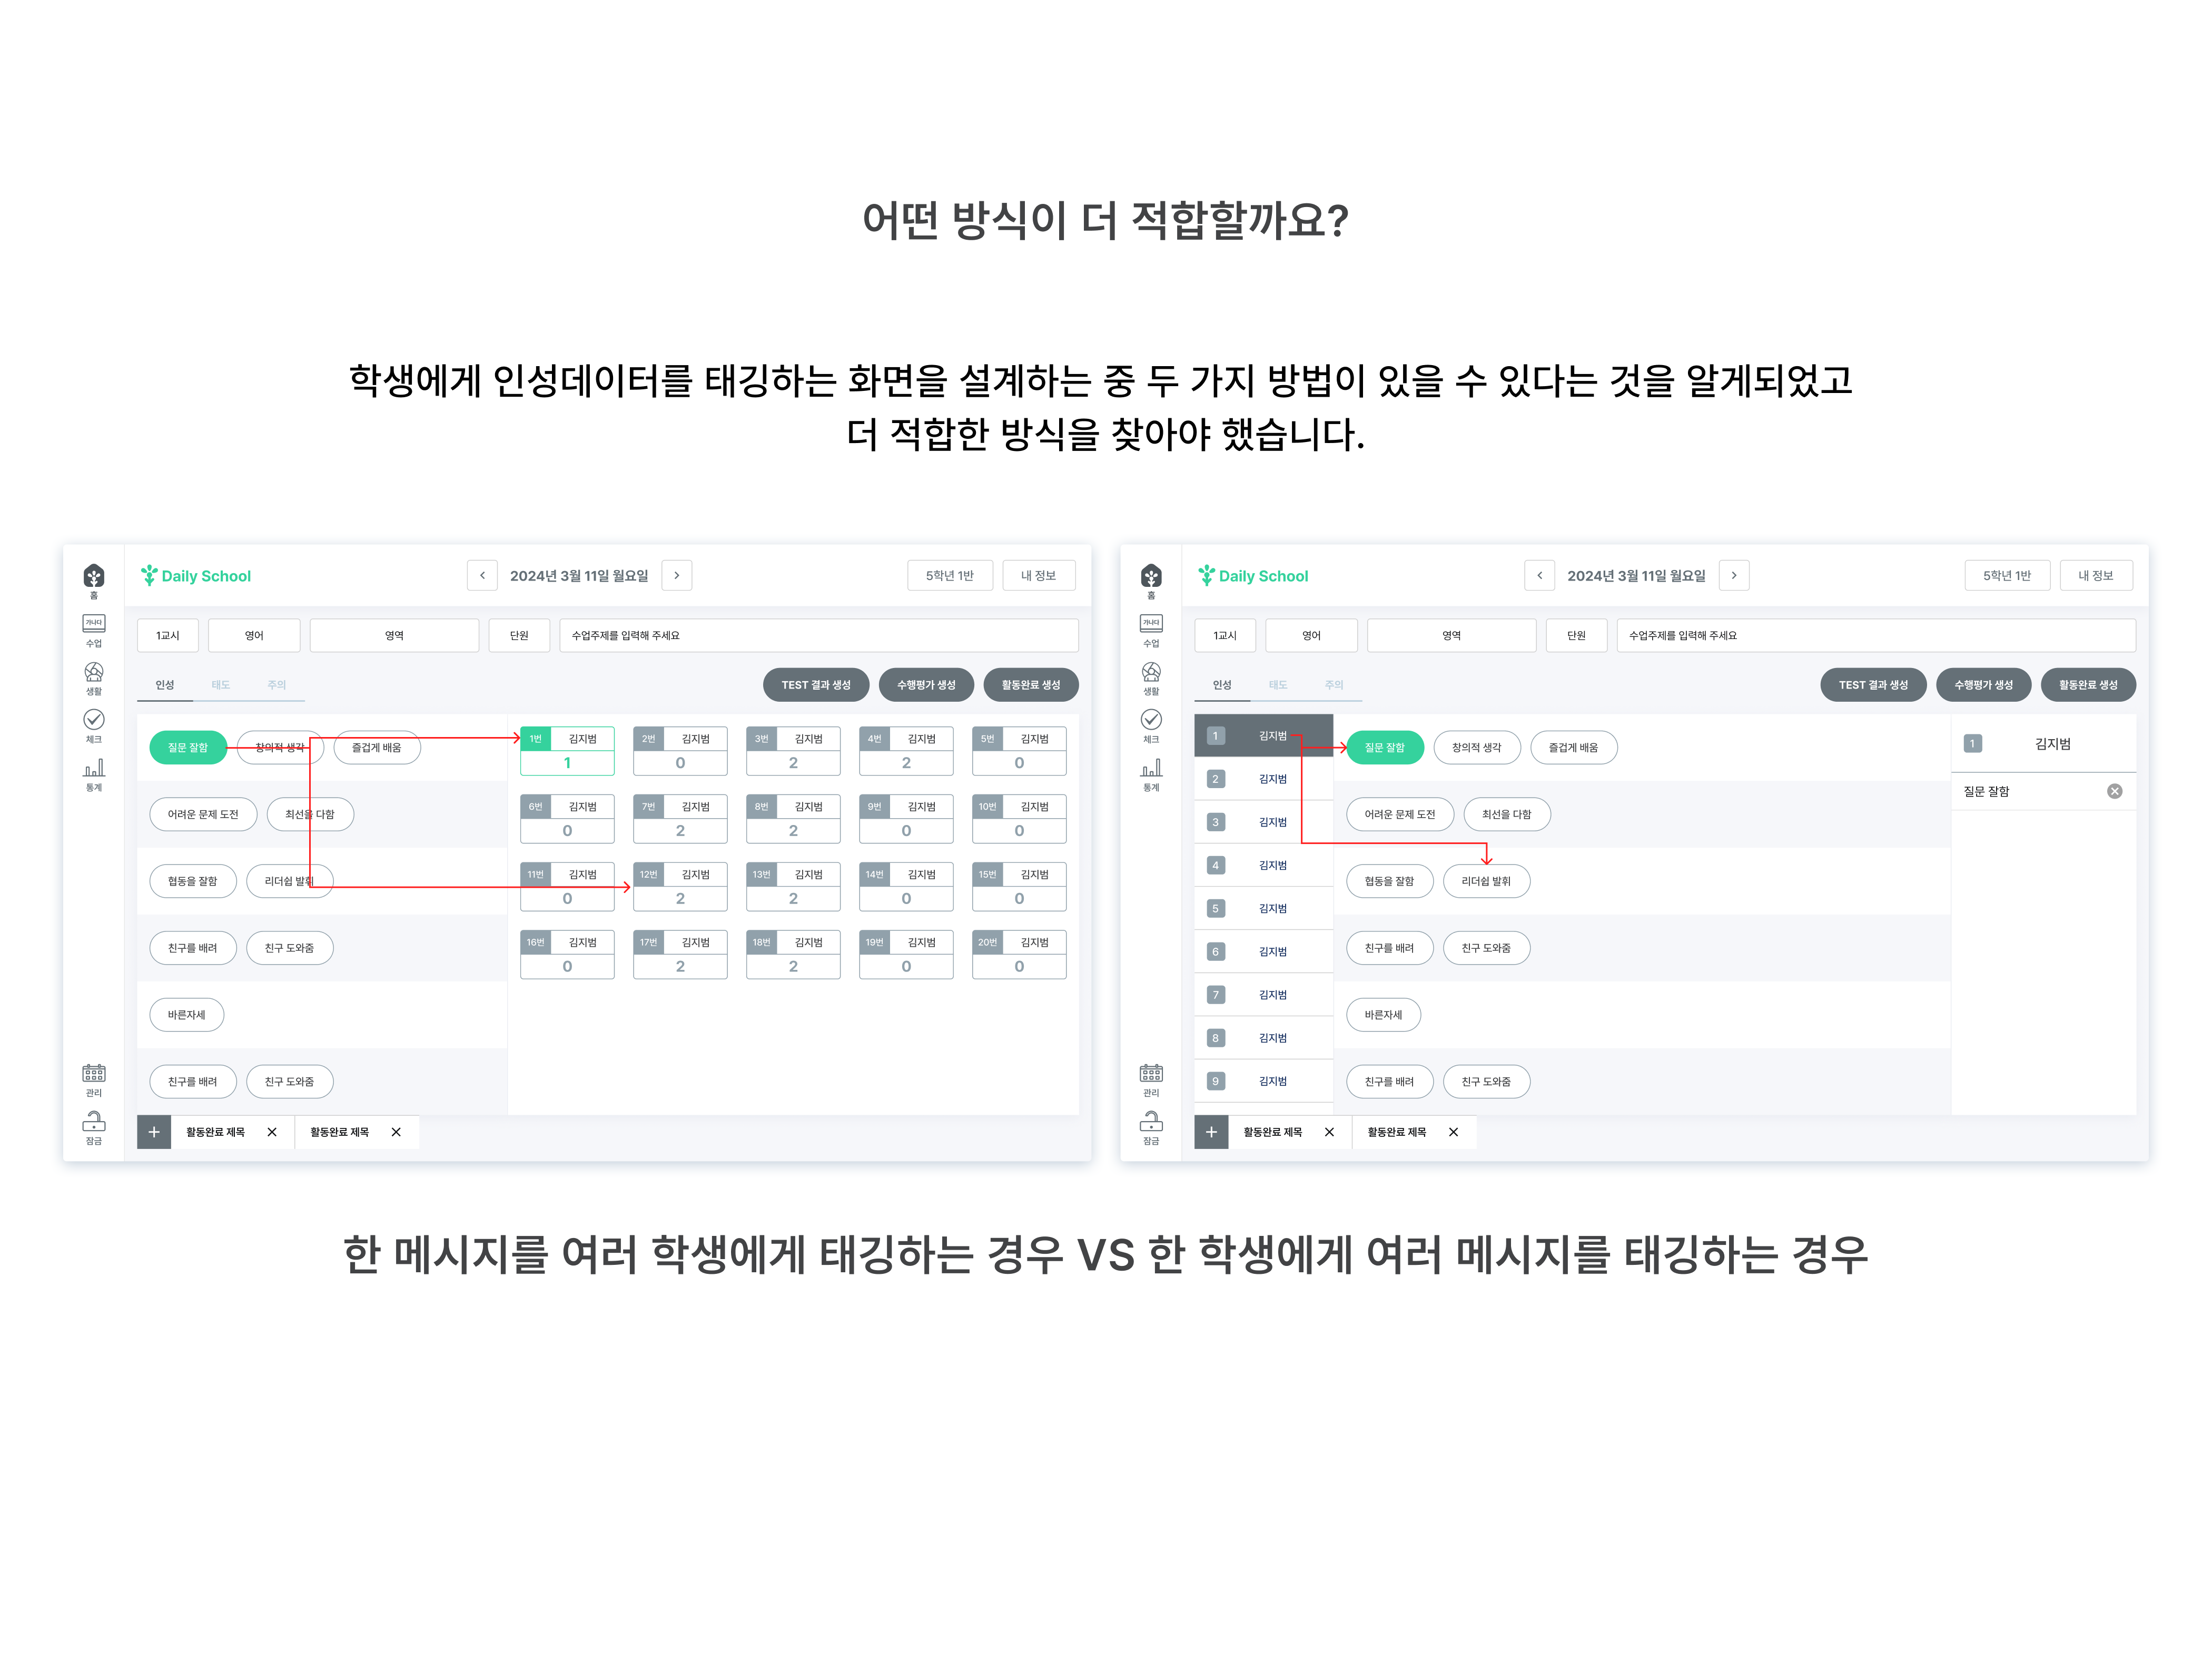 어떤 방식이 더 적합할까요?
학생에게 인성데이터를 태깅하는 화면을 설계하는 중 두 가지 방법이 있을 수 있다는 것을 알게되었고
더 적합한 방식을 찾아야 했습니다.
홈
가나다
수업
생활
체크
통계
관리
잠금
Daily School
2024년 3월 11일 월요일
5학년 1반
내 정보
1교시
영어
영역
단원
수업주제를 입력해 주세요
인성
태도
주의
TEST 결과 생성
수행평가 생성
활동완료 생성
질문 잘함
창의적 생각
즐겁게 배움
어려운 문제 도전
최선을 다함
협동을 잘함
리더쉽 발휘
친구를 배려
친구 도와줌
바른자세
친구를 배려
친구 도와줌
1번 김지범
1
2번 김지범
0
3번 김지범
2
4번 김지범
2
5번 김지범
0
6번 김지범
0
7번 김지범
2
8번 김지범
2
9번 김지범
0
10번 김지범
0
11번 김지범
0
12번 김지범
2
13번 김지범
2
14번 김지범
0
15번 김지범
0
16번 김지범
0
17번 김지범
2
18번 김지범
2
19번 김지범
0
20번 김지범
0
활동완료 제목
활동완료 제목
홈
가나다
수업
생활
체크
통계
관리
잠금
Daily School
2024년 3월 11일 월요일
5학년 1반
내 정보
1교시
영어
영역
단원
수업주제를 입력해 주세요
인성
태도
주의
TEST 결과 생성
수행평가 생성
활동완료 생성
1 김지범
2 김지범
3 김지범
4 김지범
5 김지범
6 김지범
7 김지범
8 김지범
9 김지범
질문 잘함
창의적 생각
즐겁게 배움
어려운 문제 도전
최선을 다함
협동을 잘함
리더쉽 발휘
친구를 배려
친구 도와줌
바른자세
친구를 배려
친구 도와줌
1 김지범
질문 잘함
활동완료 제목
활동완료 제목
한 메시지를 여러 학생에게 태깅하는 경우 VS 한 학생에게 여러 메시지를 태깅하는 경우